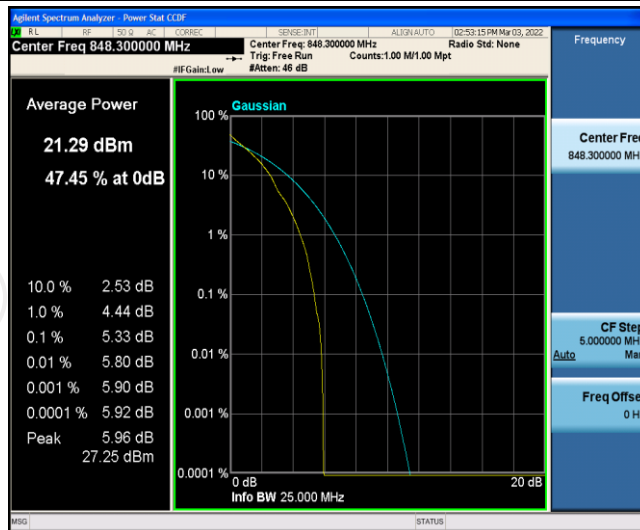 Agilent Spectrum Analyzer - Power Stat CCDF
RL RF 50 Ω AC CORREC SENSE:INT ALIGN AUTO 02:53:15 PM Mar 03, 2022
Center Freq 848.300000 MHz
Center Freq: 848.300000 MHz Radio Std: None
Trig: Free Run Counts:1.00 M/1.00 Mpt
#IFGain:Low #Atten: 46 dB
Frequency
Average Power
21.29 dBm
47.45 % at 0dB
10.0 % 2.53 dB
1.0 % 4.44 dB
0.1 % 5.33 dB
0.01 % 5.80 dB
0.001 % 5.90 dB
0.0001 % 5.92 dB
Peak 5.96 dB
27.25 dBm
Gaussian
100 %
10 %
1 %
0.1 %
0.01 %
0.001 %
0.0001 %
0 dB 20 dB
Info BW 25.000 MHz
Center Freq
848.300000 MH
CF Step
5.000000 MH
Auto Man
Freq Offse
0 H
MSG STATUS